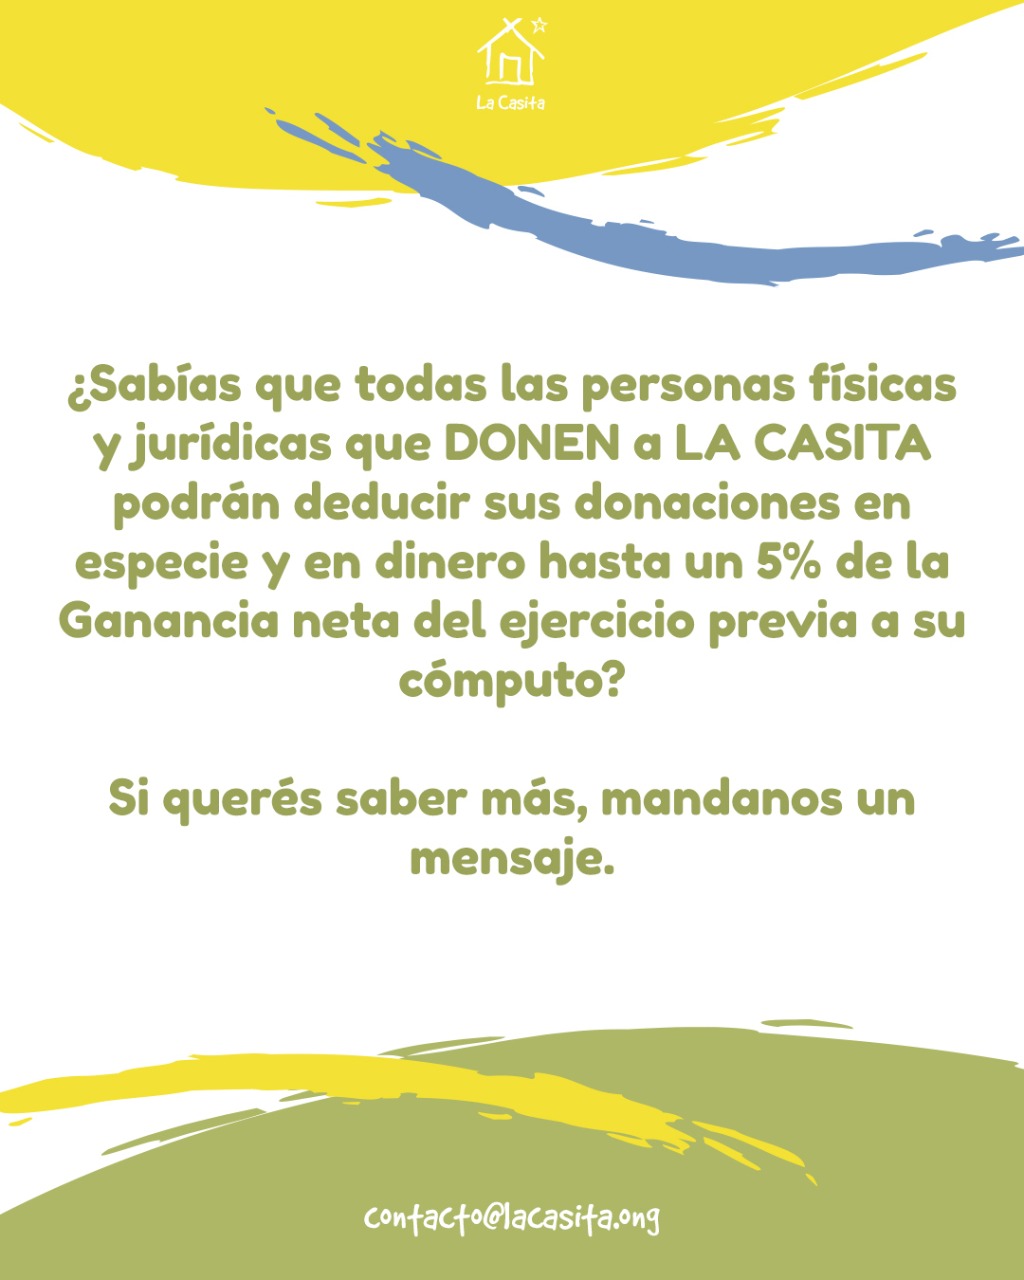 La Casita
¿Sabías que todas las personas físicas
y jurídicas que DONEN a LA CASITA
podrán deducir sus donaciones en
especie y en dinero hasta un 5% de la
Ganancia neta del ejercicio previa a su
cómputo?
Si querés saber más, mandanos un
mensaje.
contacto@lacasita.ong